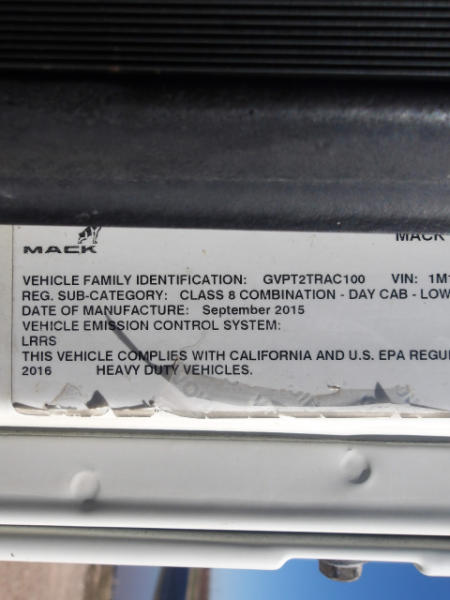 MACK
MACK
VEHICLE FAMILY IDENTIFICATION: GVPT2TRAC100 VIN: 1M1
REG. SUB-CATEGORY: CLASS 8 COMBINATION - DAY CAB - LOW
DATE OF MANUFACTURE: September 2015
VEHICLE EMISSION CONTROL SYSTEM:
LRRS
THIS VEHICLE COMPLIES WITH CALIFORNIA AND U.S. EPA REGU
2016 HEAVY DUTY VEHICLES.